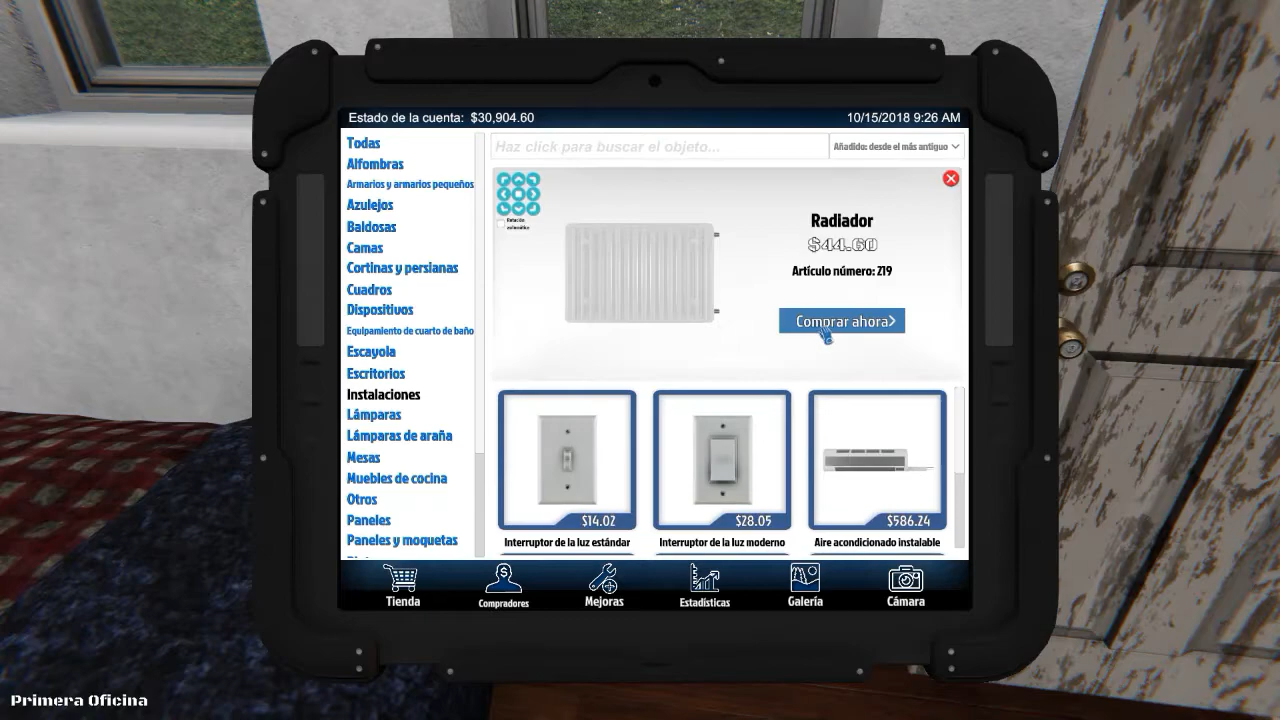 Estado de la cuenta: $30,904.60
10/15/2018 9:26 AM
Todas
Alfombras
Armarios y armarios pequeños
Azulejos
Baldosas
Camas
Cortinas y persianas
Cuadros
Dispositivos
Equipamiento de cuarto de baño
Escayola
Escritorios
Instalaciones
Lámparas
Lámparas de araña
Mesas
Muebles de cocina
Otros
Paneles
Paneles y moquetas
Haz click para buscar el objeto...
Añadido: desde el más antiguo
Rotación
automática
Radiador
$44.60
Artículo número: Z19
Comprar ahora
$14.02
$28.05
$586.24
Interruptor de la luz estándar
Interruptor de la luz moderno
Aire acondicionado instalable
Tienda
Compradores
Mejoras
Estadísticas
Galería
Cámara
Primera Oficina